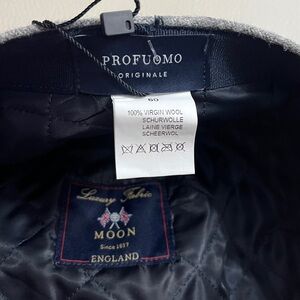 PROFUOMO
ORIGINALE
60
100% VIRGIN WOOL
SCHURWOLLE
LAINE VIERGE
SCHEERWOL
Luxury Fabric
MOON
Since 1837
ENGLAND